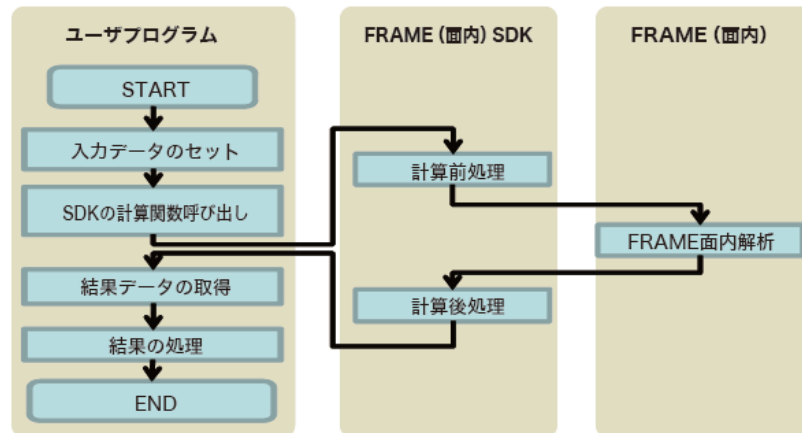 ユーザプログラム
START
入力データのセット
SDKの計算関数呼び出し
結果データの取得
結果の処理
END
FRAME (面内) SDK
計算前処理
計算後処理
FRAME (面内)
FRAME面内解析